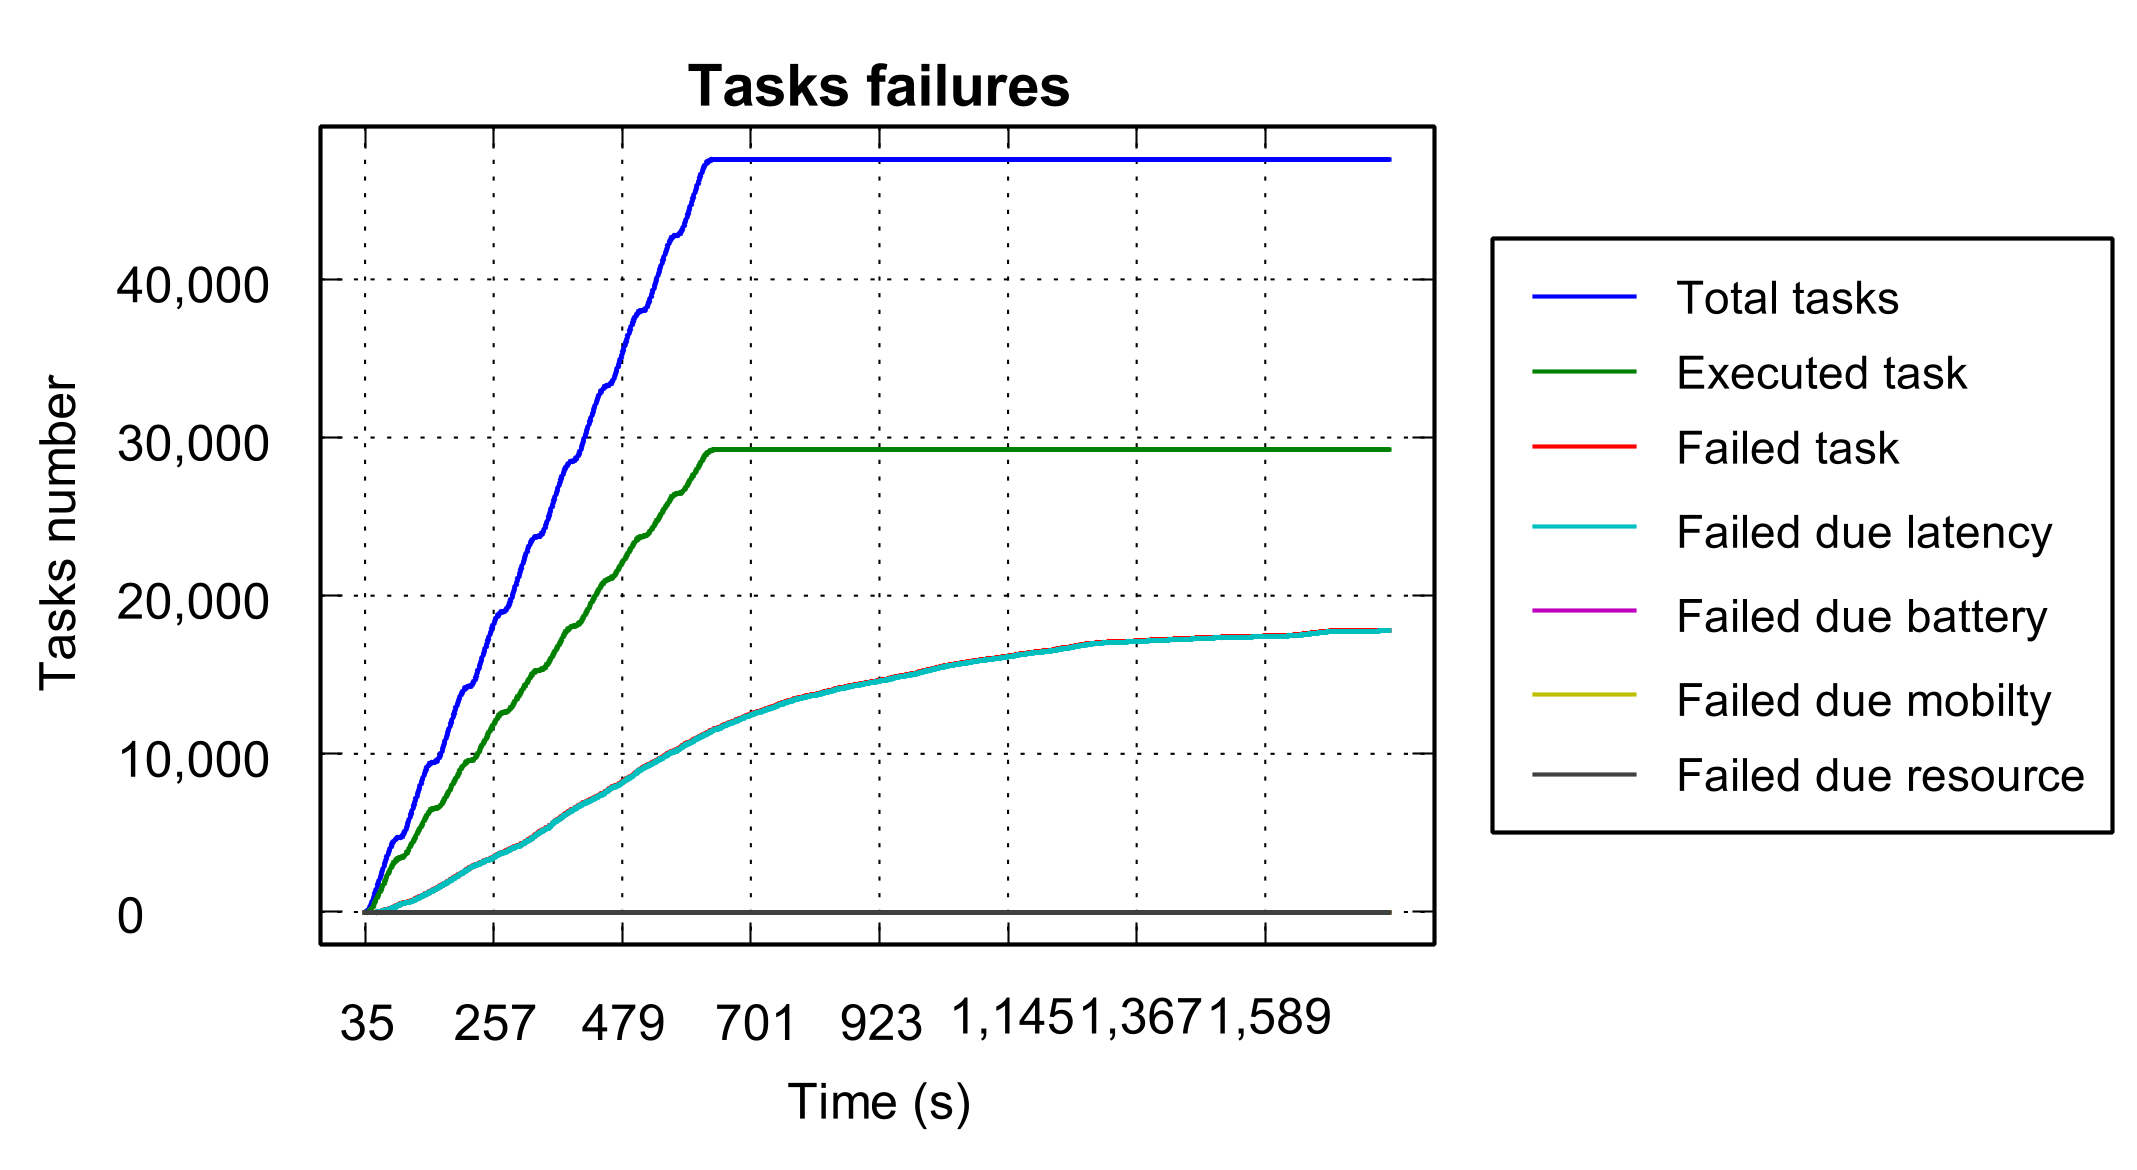 Tasks failures
40,000
30,000
20,000
10,000
0
Tasks number
35 257 479 701 923 1,145 1,367 1,589
Time (s)
Total tasks
Executed task
Failed task
Failed due latency
Failed due battery
Failed due mobilty
Failed due resource